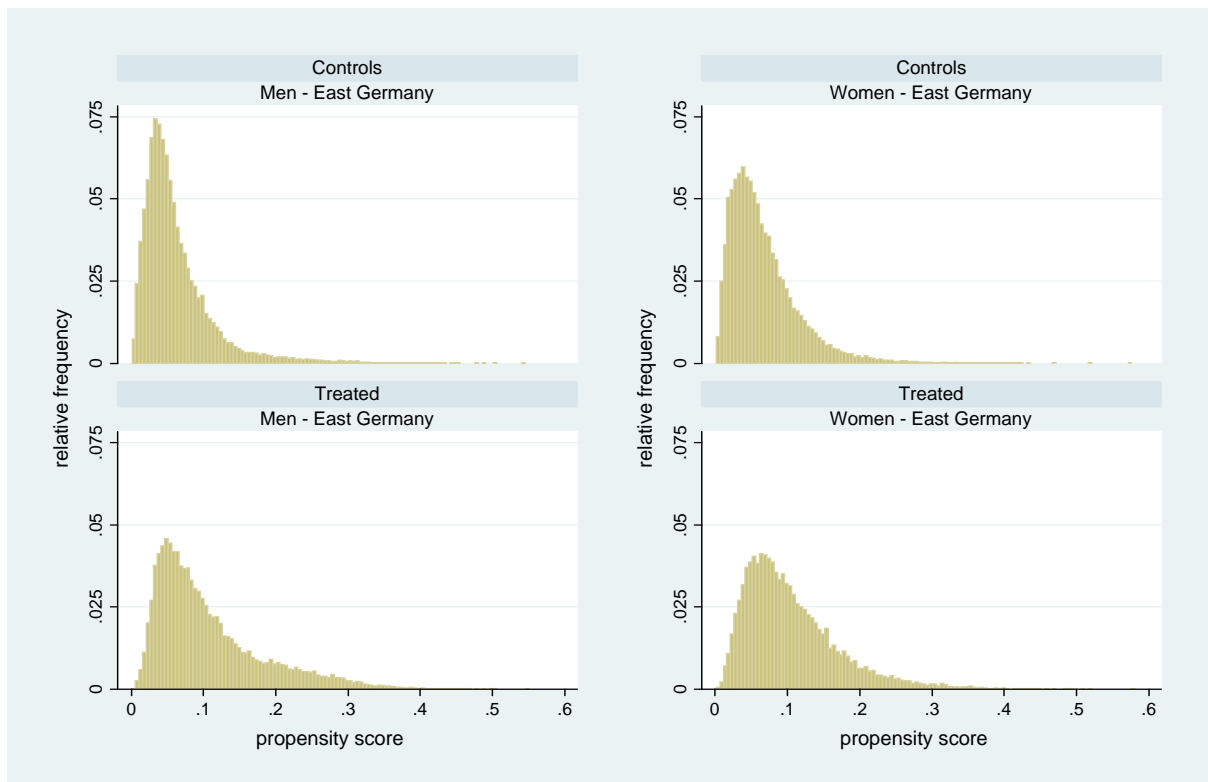 Controls
Men - East Germany
.075
.05
.025
0
Controls
Women - East Germany
.075
.05
.025
0
relative frequency
relative frequency
Treated
Men - East Germany
.075
.05
.025
0
0 .1 .2 .3 .4 .5 .6
propensity score
Treated
Women - East Germany
.075
.05
.025
0
0 .1 .2 .3 .4 .5 .6
propensity score